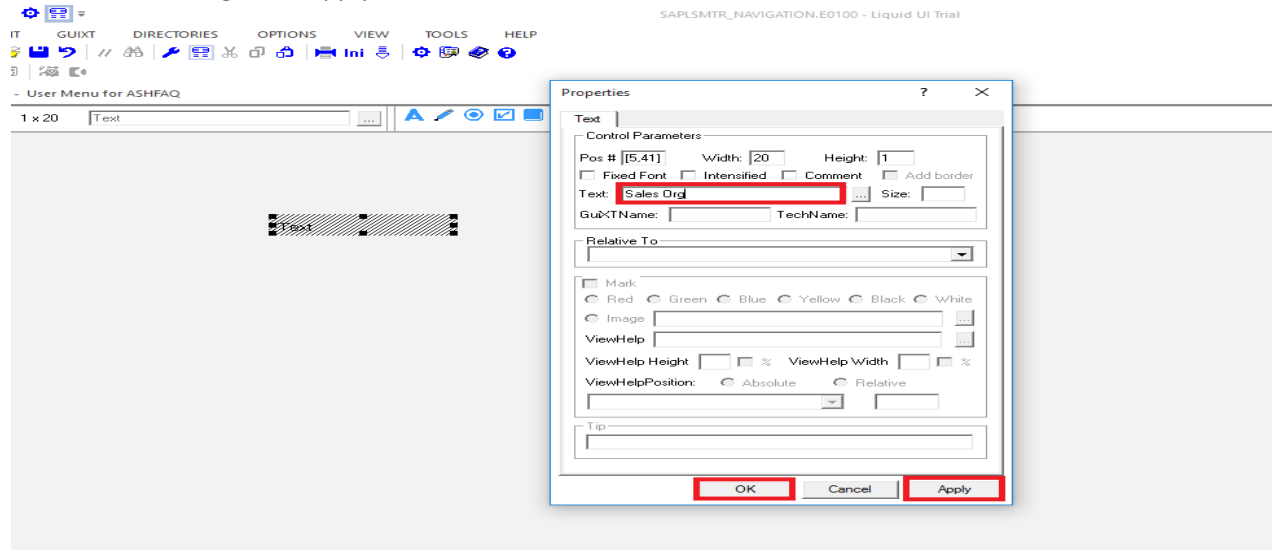 SAPLSMTR_NAVIGATION.E0100 - Liquid UI Trial
IT GUIXT DIRECTORIES OPTIONS VIEW TOOLS HELP
Ini
- User Menu for ASHFAQ
1 x 20 Text ...
Text
Properties ? ×
Text
Control Parameters
Pos # [5,41] Width: 20 Height: 1
Fixed Font Intensified Comment Add border
Text: Sales Org ... Size:
GuiXTName: TechName:
Relative To
Mark
Red Green Blue Yellow Black White
Image ...
ViewHelp ...
ViewHelp Height % ViewHelp Width %
ViewHelpPosition: Absolute Relative
Tip
OK Cancel Apply